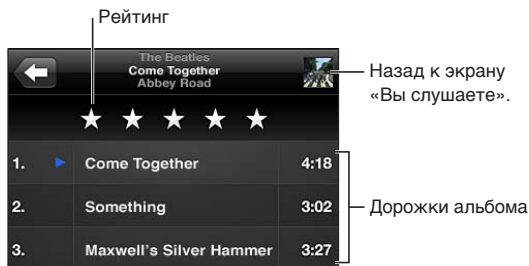 Рейтинг
The Beatles
Come Together
Abbey Road
Назад к экрану
«Вы слушаете».
1. Come Together 4:18
2. Something 3:02
3. Maxwell's Silver Hammer 3:27
Дорожки альбома